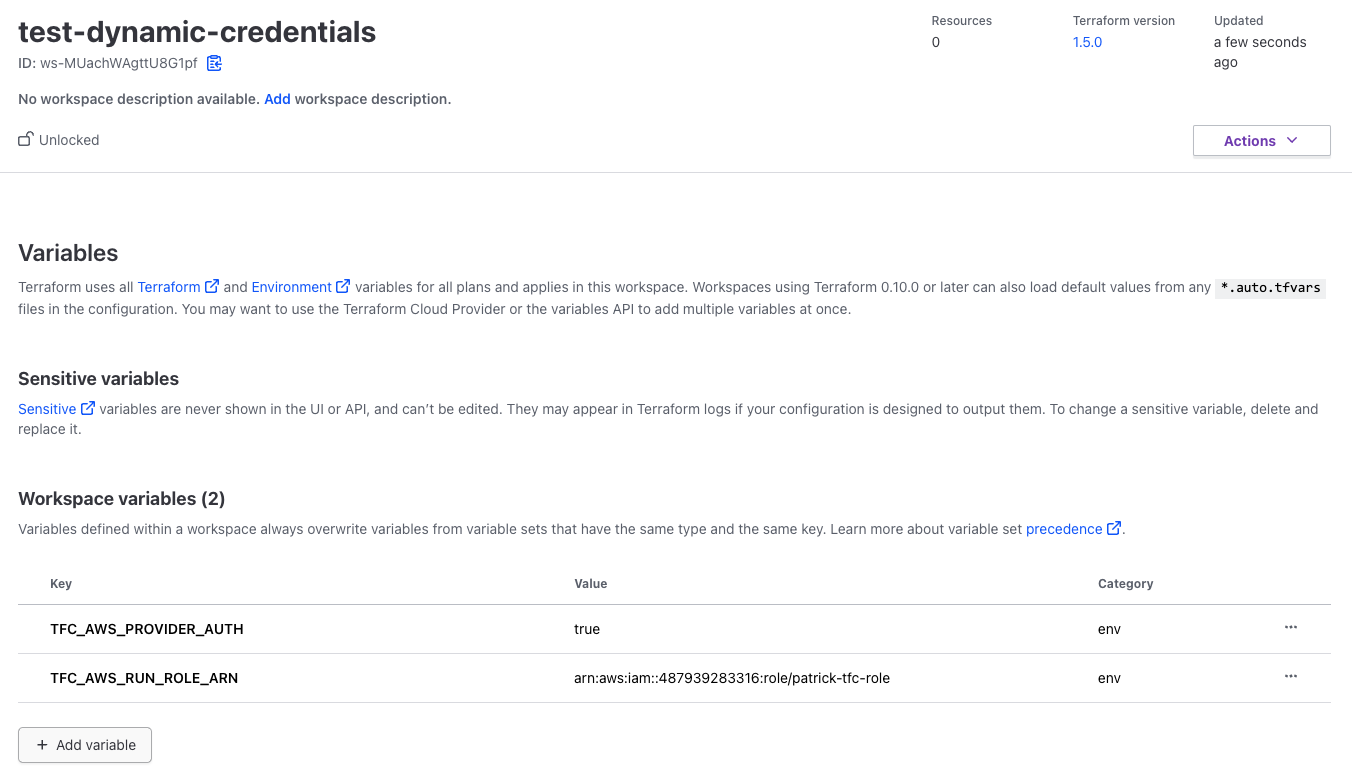 test-dynamic-credentials
ID: ws-MUachWAgttU8G1pf
No workspace description available. Add workspace description.
Unlocked
Resources
0
Terraform version
1.5.0
Updated
a few seconds
ago
Actions
Variables
Terraform uses all Terraform and Environment variables for all plans and applies in this workspace. Workspaces using Terraform 0.10.0 or later can also load default values from any *.auto.tfvars
files in the configuration. You may want to use the Terraform Cloud Provider or the variables API to add multiple variables at once.
Sensitive variables
Sensitive variables are never shown in the UI or API, and can't be edited. They may appear in Terraform logs if your configuration is designed to output them. To change a sensitive variable, delete and
replace it.
Workspace variables (2)
Variables defined within a workspace always overwrite variables from variable sets that have the same type and the same key. Learn more about variable set precedence.
Key Value Category
TFC_AWS_PROVIDER_AUTH true env ...
TFC_AWS_RUN_ROLE_ARN arn:aws:iam::487939283316:role/patrick-tfc-role env ...
+ Add variable